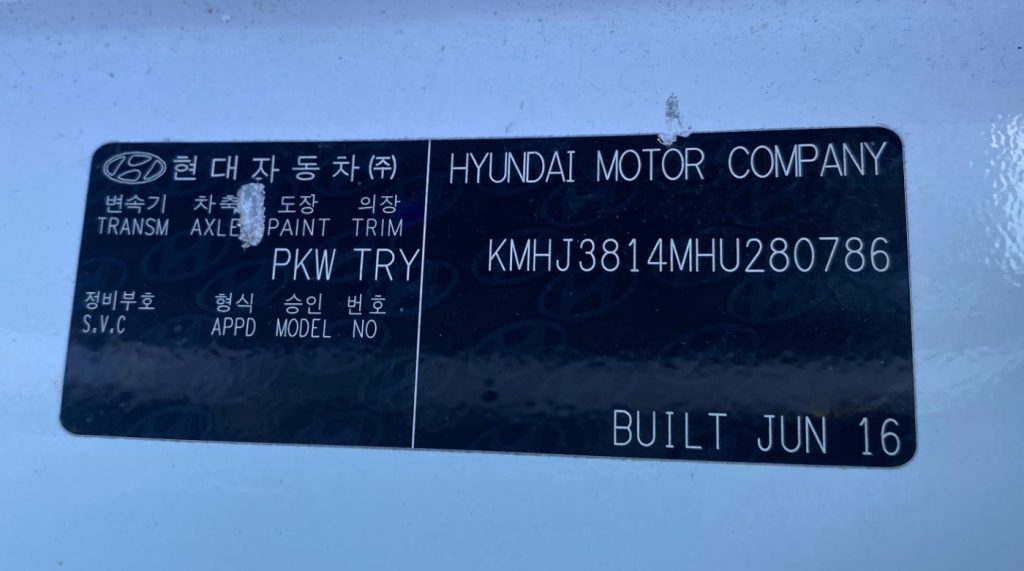 현대자동차(주)
변속기 차축 도장 의장
TRANSM AXLE PAINT TRIM
PKW TRY
정비부호 형식 승인 번호
S.V.C APPD MODEL NO
HYUNDAI MOTOR COMPANY
KMHJ3814MHU280786
BUILT JUN 16